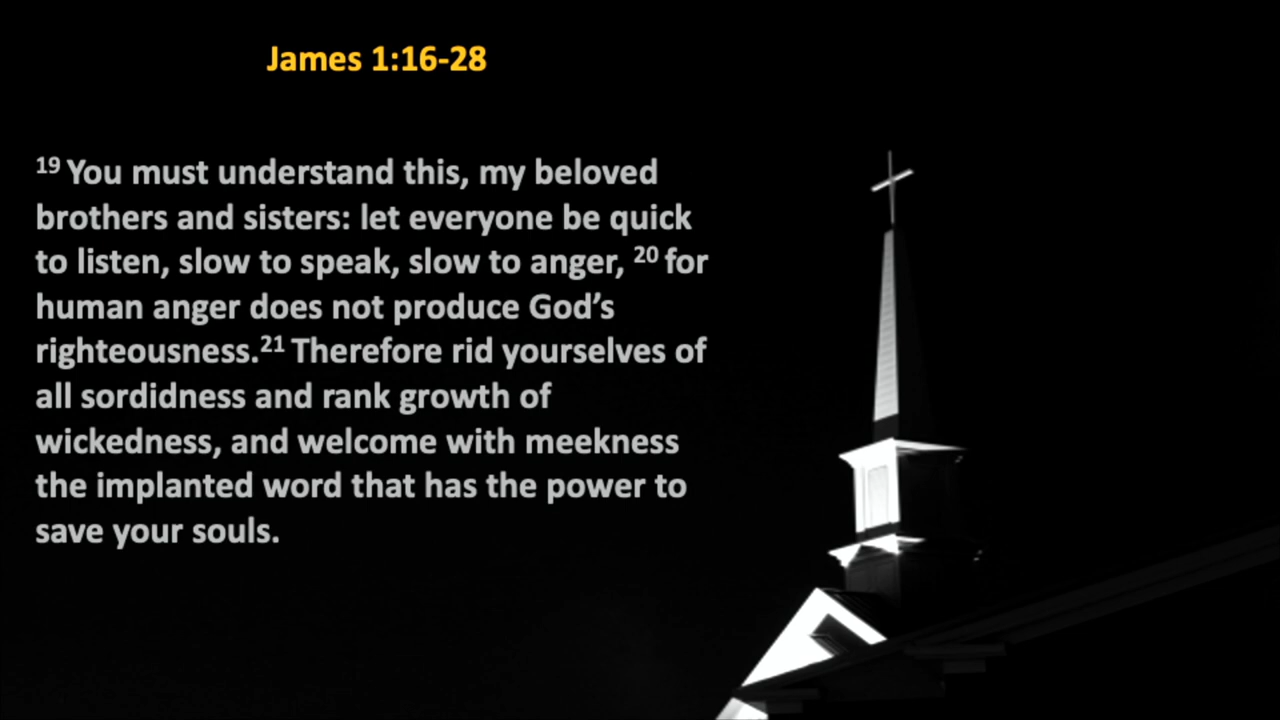 James 1:16-28
19 You must understand this, my beloved
brothers and sisters: let everyone be quick
to listen, slow to speak, slow to anger, 20 for
human anger does not produce God’s
righteousness.21 Therefore rid yourselves of
all sordidness and rank growth of
wickedness, and welcome with meekness
the implanted word that has the power to
save your souls.